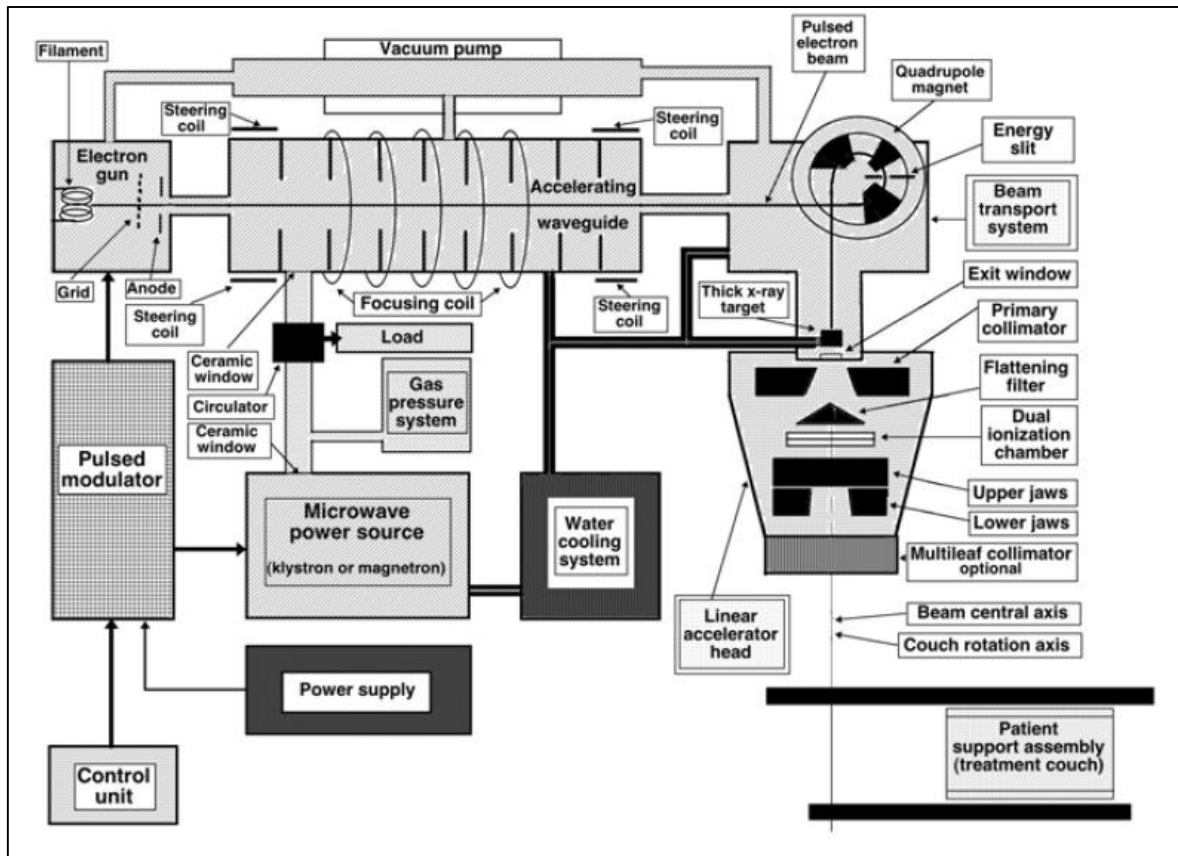 Filament
Vacuum pump
Pulsed
electron
beam
Quadrupole
magnet
Steering
coil
Steering
coil
Energy
slit
Electron
gun
Accelerating
waveguide
Beam
transport
system
Grid
Anode
Steering
coil
Focusing coil
Steering
coil
Thick x-ray
target
Exit window
Primary
collimator
Load
Ceramic
window
Circulator
Gas
pressure
system
Flattening
filter
Dual
ionization
chamber
Ceramic
window
Pulsed
modulator
Microwave
power source
(klystron or magnetron)
Water
cooling
system
Upper jaws
Lower jaws
Multileaf collimator
optional
Linear
accelerator
head
Beam central axis
Couch rotation axis
Power supply
Control
unit
Patient
support assembly
(treatment couch)